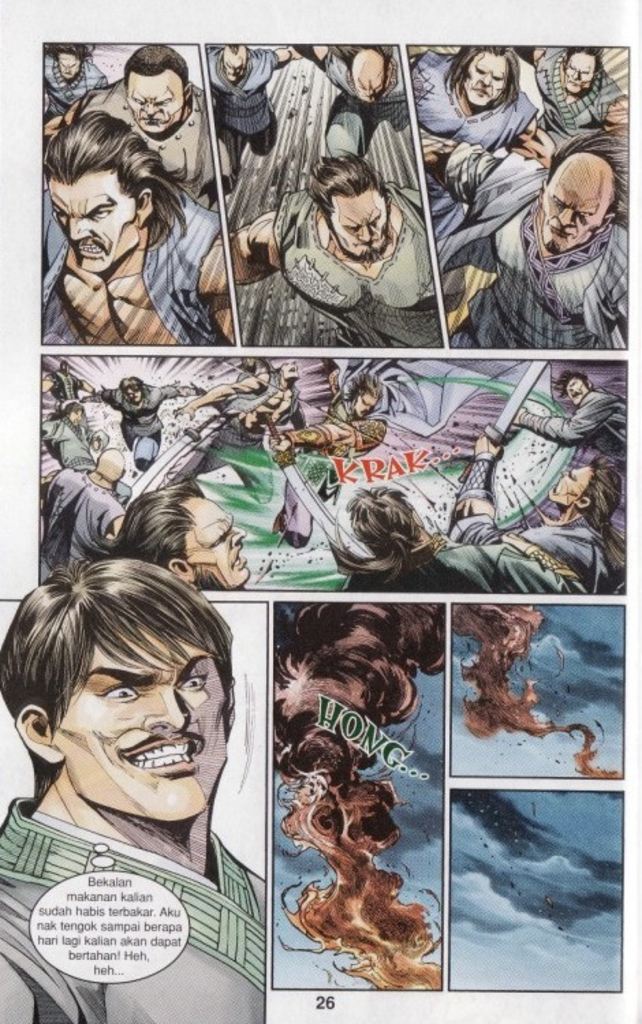 KRAK...
HONG...
Bekalan
makanan kalian
sudah habis terbakar. Aku
nak tengok sampai berapa
hari lagi kalian akan dapat
bertahan! Heh,
heh...
26